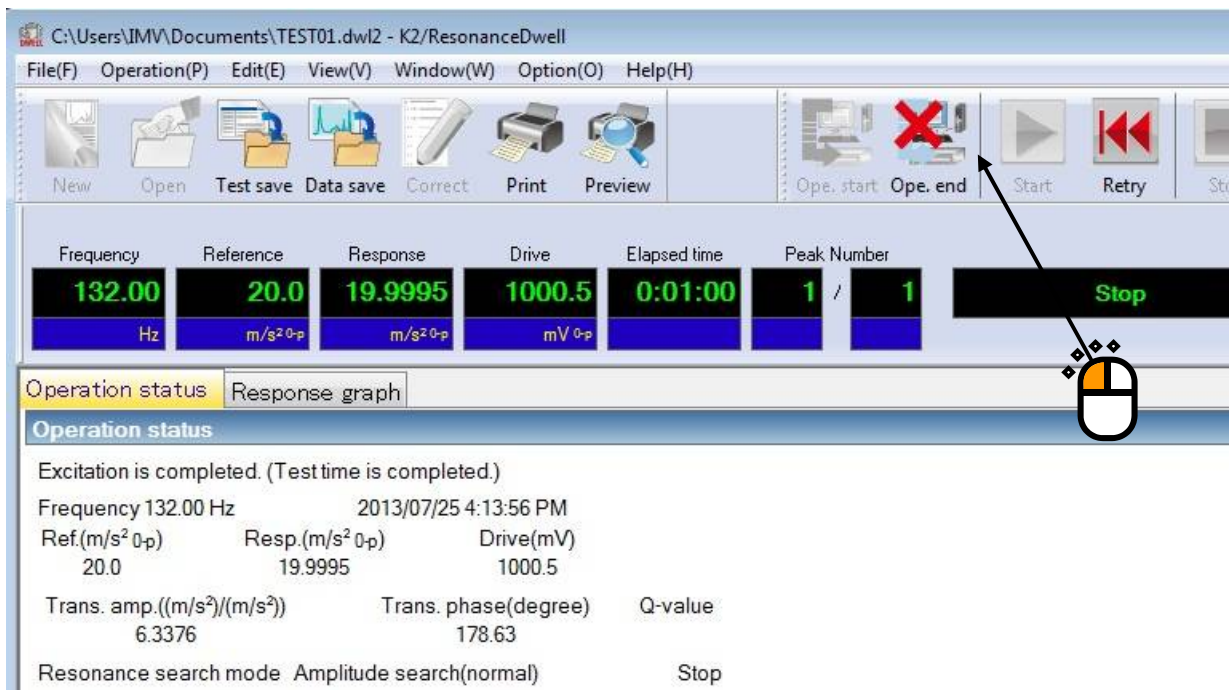 C:\Users\IMV\Documents\TEST01.dwl2 - K2/ResonanceDwell
File(F) Operation(P) Edit(E) View(V) Window(W) Option(O) Help(H)
New Open Test save Data save Correct Print Preview Ope. start Ope. end Start Retry
Frequency Reference Response Drive Elapsed time Peak Number
132.00 20.0 19.9995 1000.5 0:01:00 1 / 1 Stop
Hz m/s² 0-p m/s² 0-p mV 0-p
Operation status Response graph
Operation status
Excitation is completed. (Test time is completed.)
Frequency 132.00 Hz 2013/07/25 4:13:56 PM
Ref.(m/s² 0-p) Resp.(m/s² 0-p) Drive(mV)
20.0 19.9995 1000.5
Trans. amp.((m/s²)/(m/s²)) Trans. phase(degree) Q-value
6.3376 178.63
Resonance search mode Amplitude search(normal) Stop